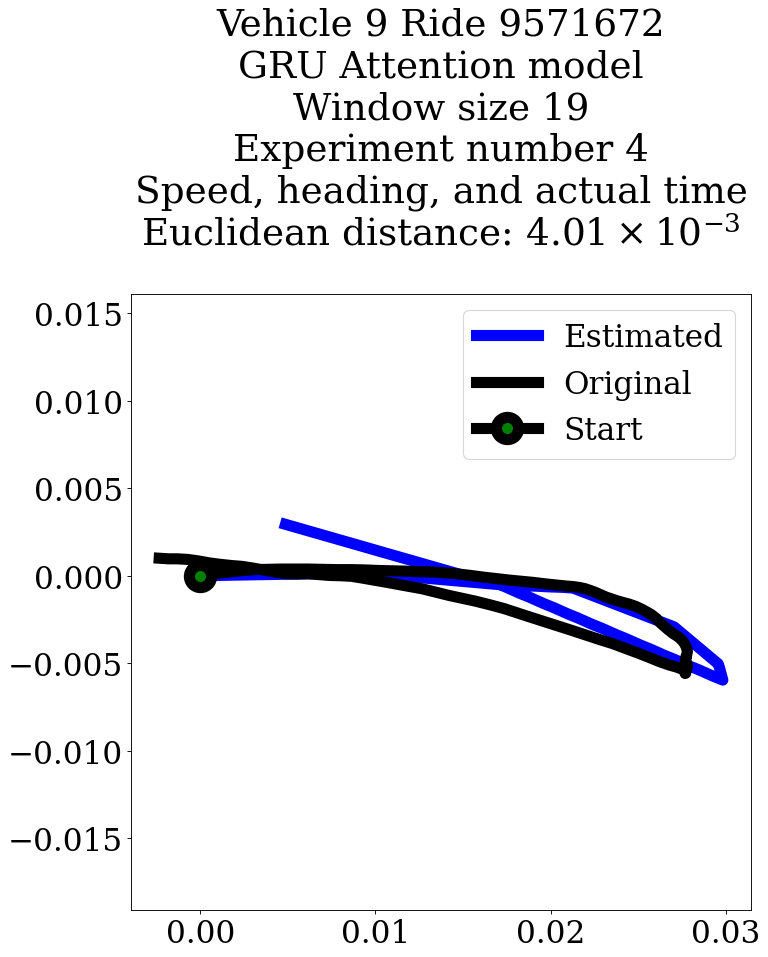 Vehicle 9 Ride 9571672
GRU Attention model
Window size 19
Experiment number 4
Speed, heading, and actual time
Euclidean distance: 4.01 × 10⁻³
Estimated
Original
Start
0.015
0.010
0.005
0.000
−0.005
−0.010
−0.015
0.00 0.01 0.02 0.03